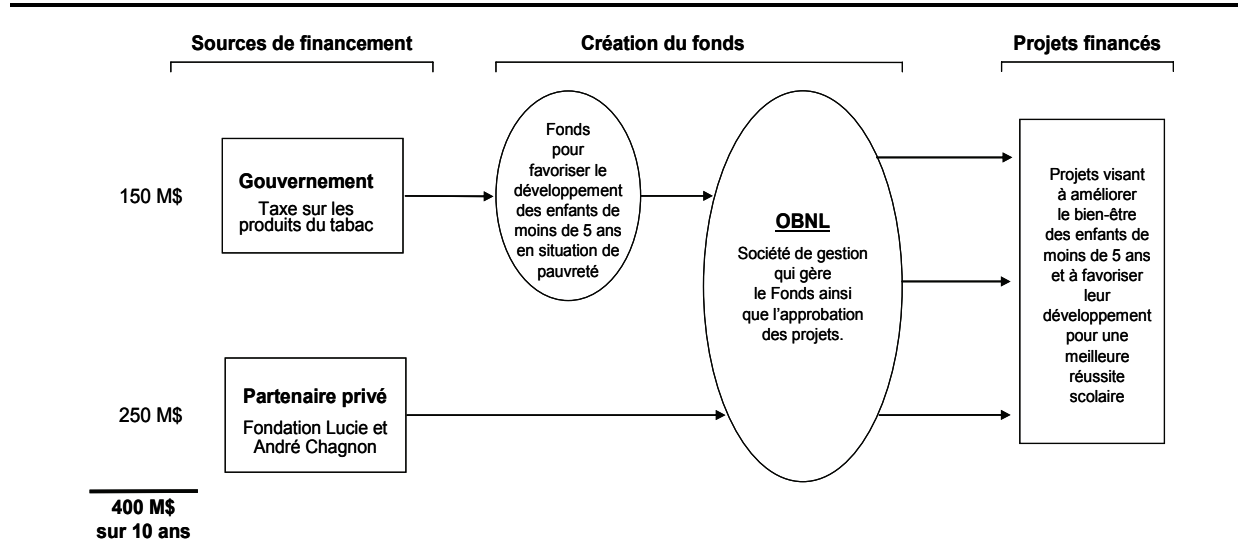 Sources de financement
Création du fonds
Projets financés
150 M$
Gouvernement
Taxe sur les
produits du tabac
Fonds
pour
favoriser le
développement
des enfants de
moins de 5 ans
en situation de
pauvreté
OBNL
Société de gestion
qui gère
le Fonds ainsi
que l'approbation
des projets.
Projets visant
à améliorer
le bien-être
des enfants de
moins de 5 ans
et à favoriser
leur
développement
pour une
meilleure
réussite
scolaire
250 M$
Partenaire privé
Fondation Lucie et
André Chagnon
400 M$
sur 10 ans